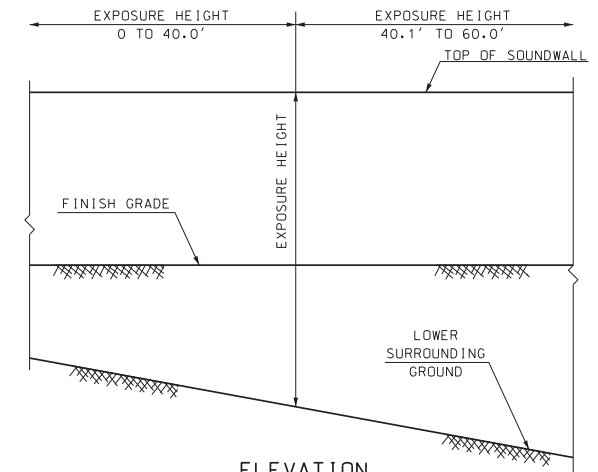 EXPOSURE HEIGHT
0 TO 40.0'
EXPOSURE HEIGHT
40.1' TO 60.0'
TOP OF SOUNDWALL
EXPOSURE HEIGHT
FINISH GRADE
LOWER
SURROUNDING
GROUND
ELEVATION